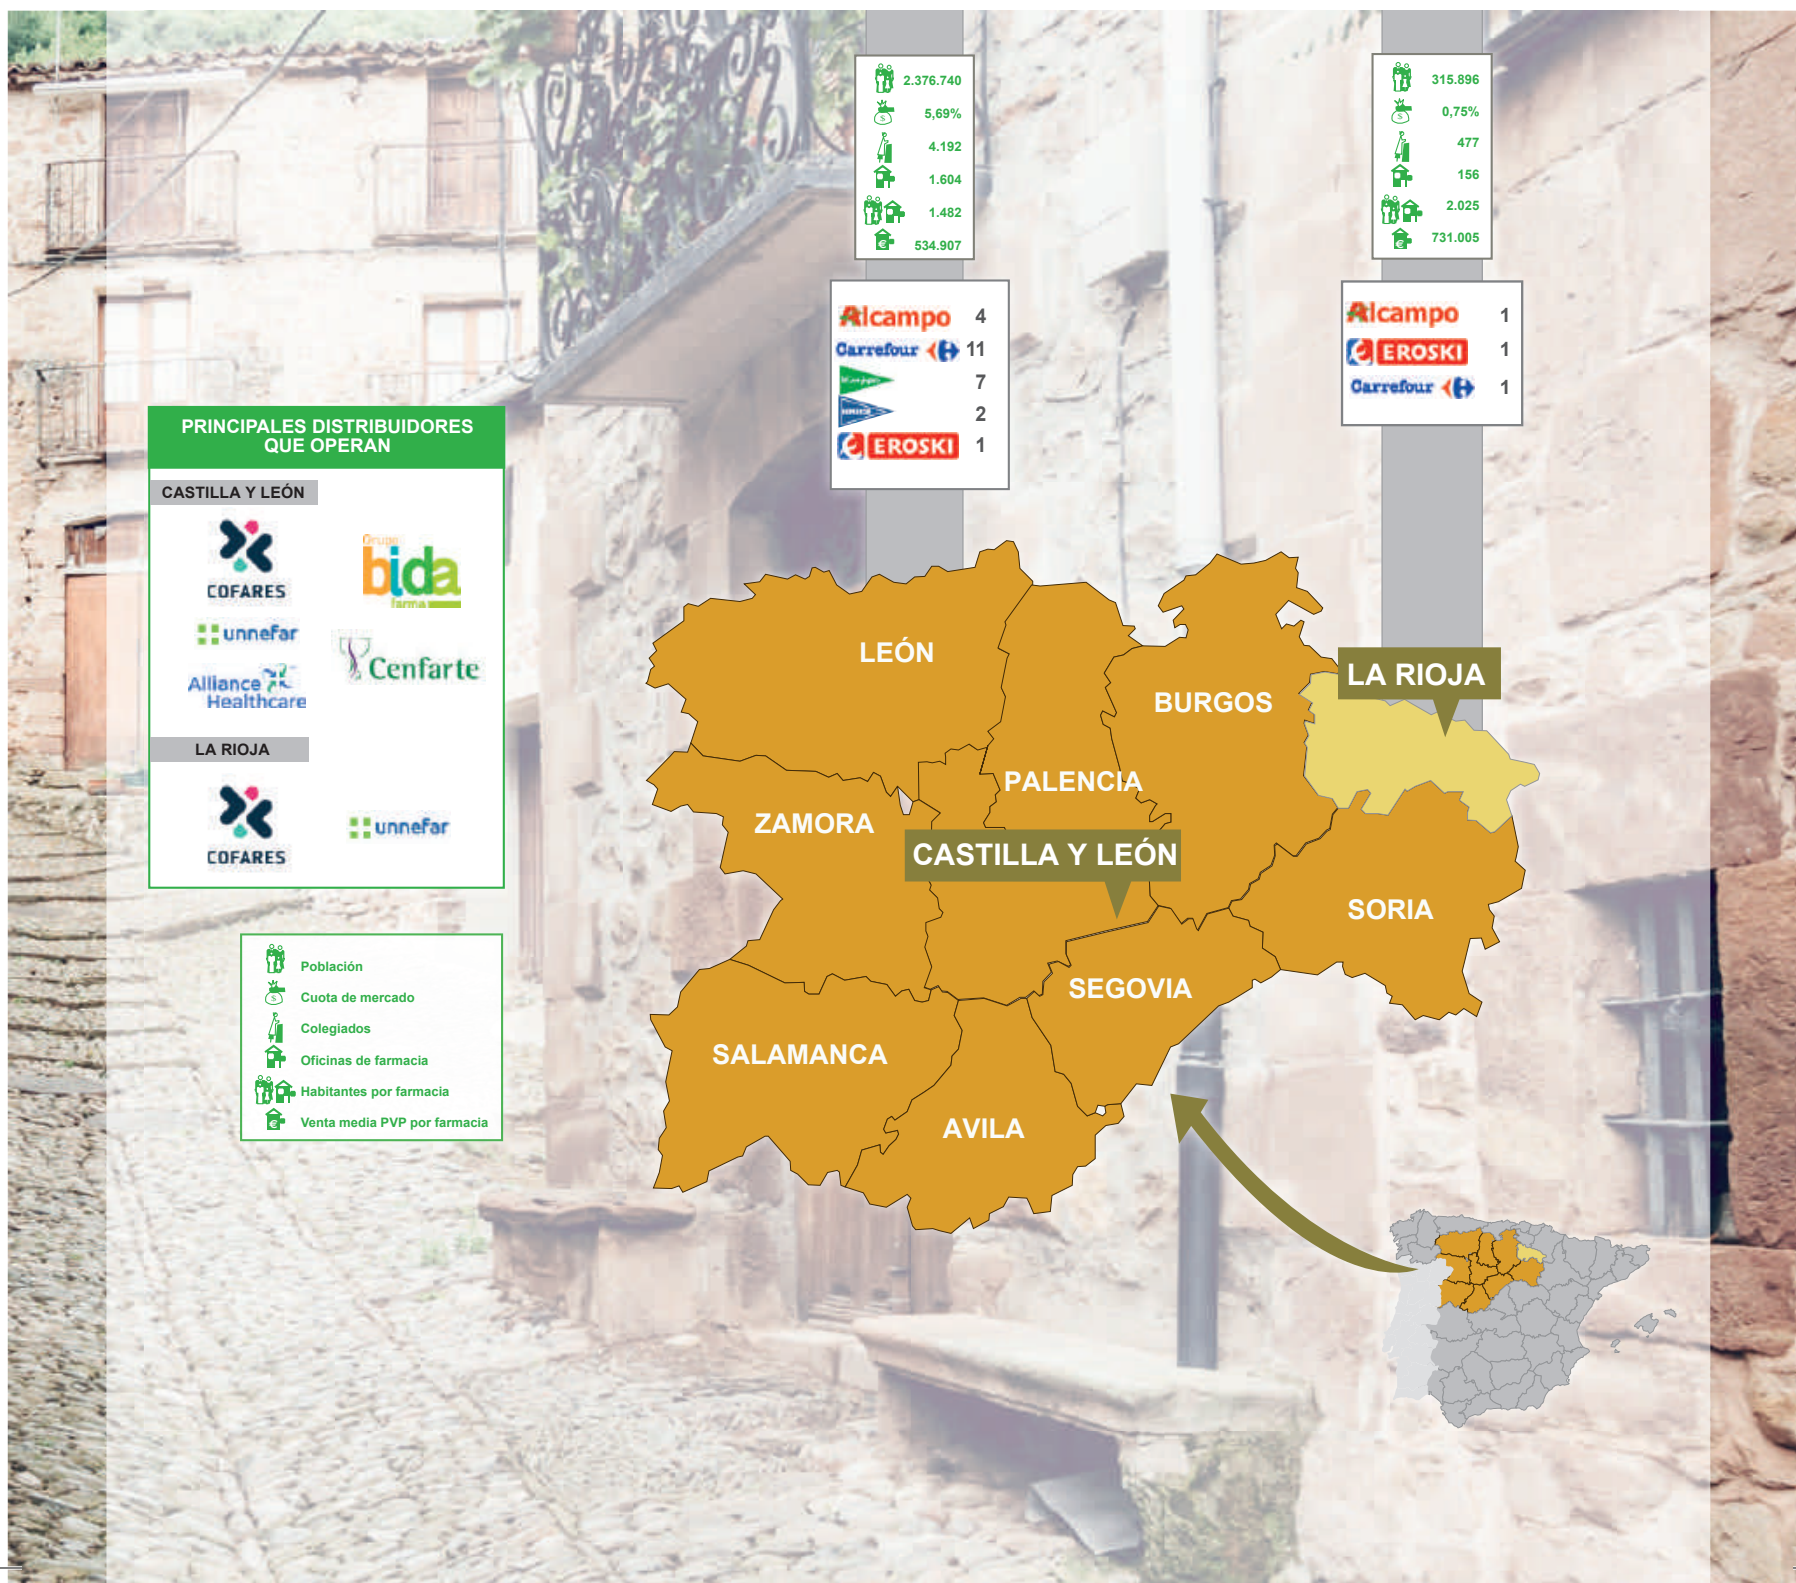 2.376.740
5,69%
4.192
1.604
1.482
534.907
315.896
0,75%
477
156
2.025
731.005
Alcampo 4
Carrefour 11
7
2
EROSKI 1
Alcampo 1
EROSKI 1
Carrefour 1
PRINCIPALES DISTRIBUIDORES
QUE OPERAN
CASTILLA Y LEÓN
COFARES
Grupo
bida
farma
unnefar
Cenfarte
Alliance
Healthcare
LA RIOJA
COFARES
unnefar
Población
Cuota de mercado
Colegiados
Oficinas de farmacia
Habitantes por farmacia
Venta media PVP por farmacia
LEÓN
BURGOS
LA RIOJA
PALENCIA
ZAMORA
CASTILLA Y LEÓN
SORIA
SEGOVIA
SALAMANCA
AVILA